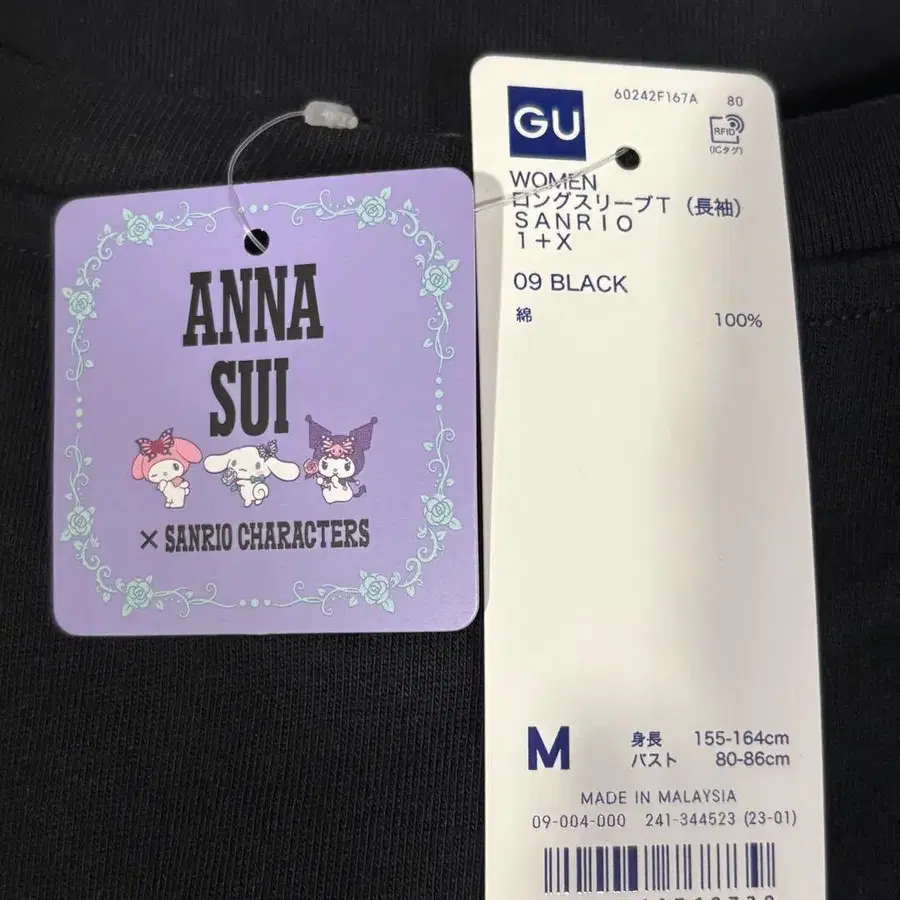 ANNA
SUI
× SANRIO CHARACTERS
60242F167A 80
GU
RFID
(ICタグ)
WOMEN
ロングスリーブT (長袖)
SANRIO
1+X
09 BLACK
綿 100%
M
身長 155-164cm
バスト 80-86cm
MADE IN MALAYSIA
09-004-000 241-344523 (23-01)